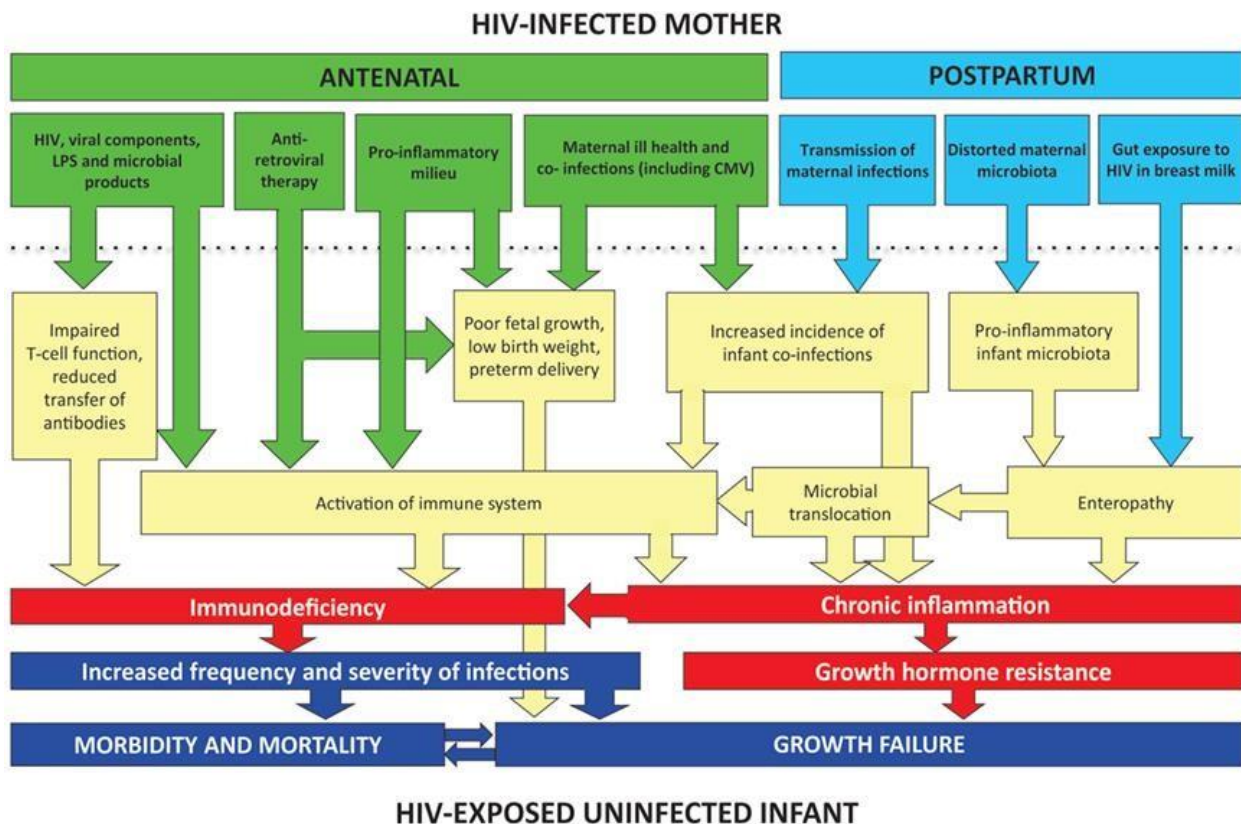 HIV-INFECTED MOTHER
ANTENATAL
POSTPARTUM
HIV, viral components,
LPS and microbial
products
Anti-
retroviral
therapy
Pro-inflammatory
milieu
Maternal ill health and
co- infections (including CMV)
Transmission of
maternal infections
Distorted maternal
microbiota
Gut exposure to
HIV in breast milk
Impaired
T-cell function,
reduced
transfer of
antibodies
Poor fetal growth,
low birth weight,
preterm delivery
Increased incidence of
infant co-infections
Pro-inflammatory
infant microbiota
Activation of immune system
Microbial
translocation
Enteropathy
Immunodeficiency
Chronic inflammation
Increased frequency and severity of infections
Growth hormone resistance
MORBIDITY AND MORTALITY
GROWTH FAILURE
HIV-EXPOSED UNINFECTED INFANT